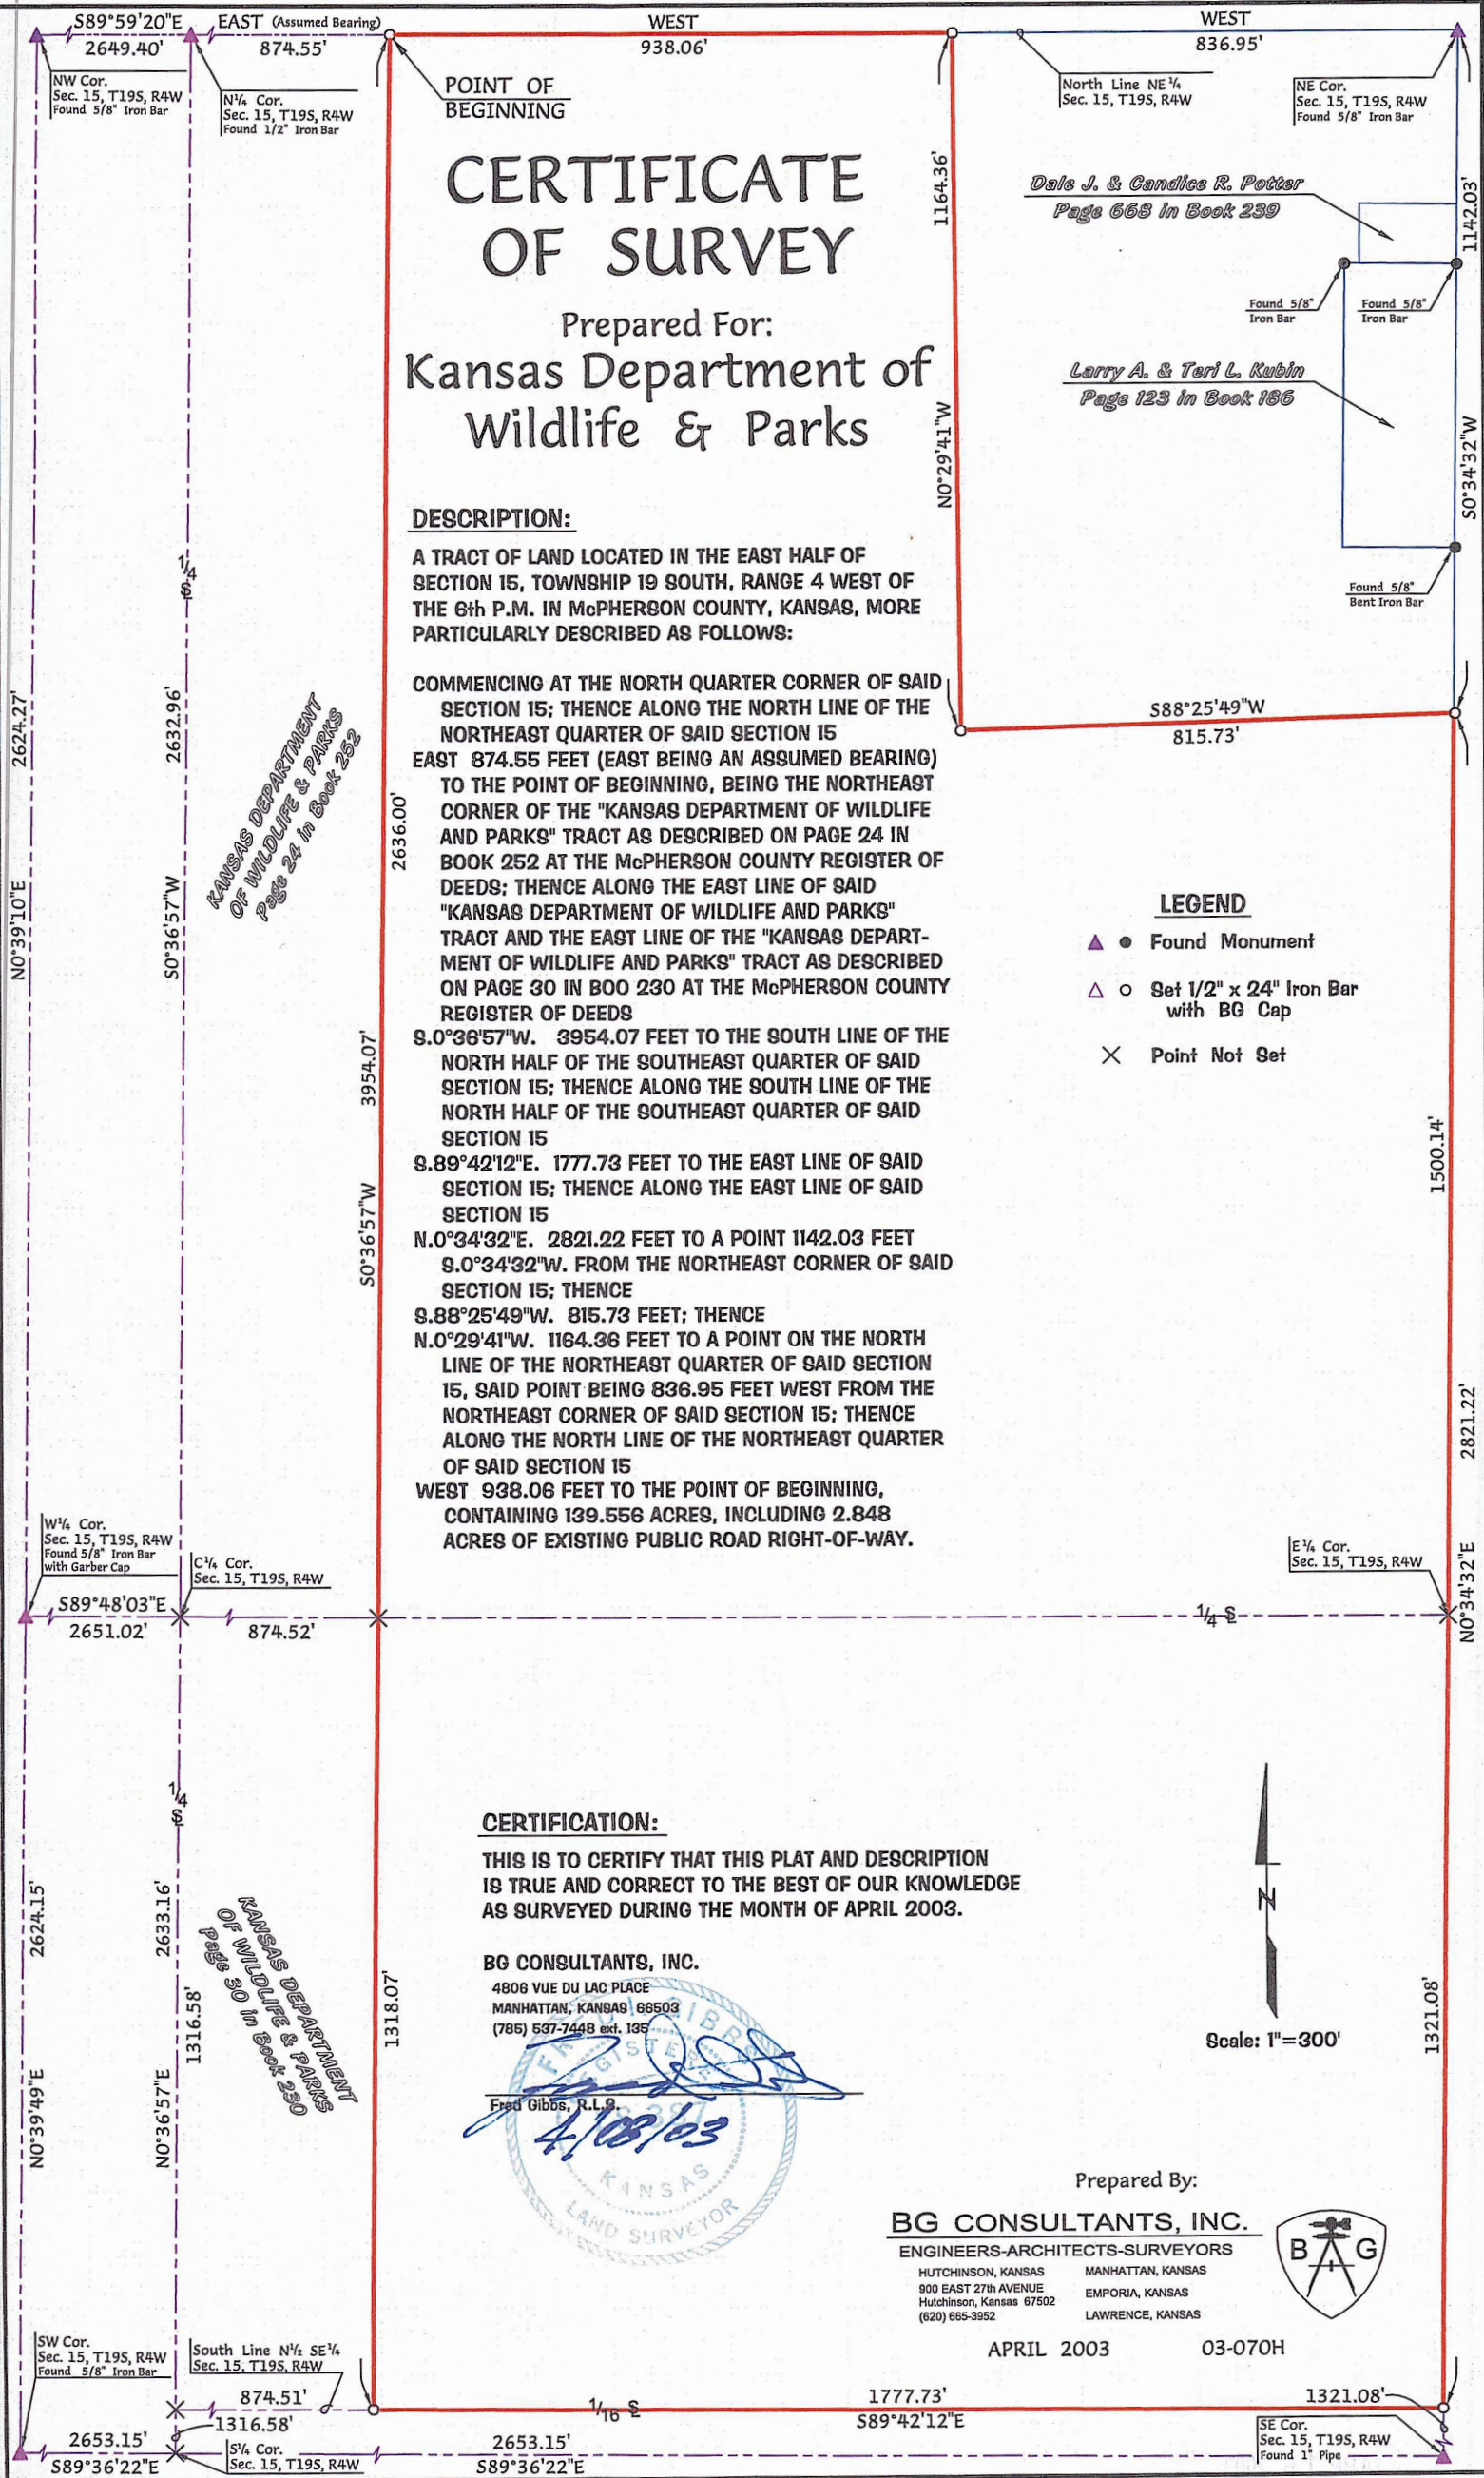 S89°59'20"E EAST (Assumed Bearing) WEST WEST
2649.40' 874.55' 938.06' 836.95'
NW Cor.
Sec. 15, T19S, R4W
Found 5/8" Iron Bar
N1/4 Cor.
Sec. 15, T19S, R4W
Found 1/2" Iron Bar
POINT OF
BEGINNING
North Line NE 1/4
Sec. 15, T19S, R4W
NE Cor.
Sec. 15, T19S, R4W
Found 5/8" Iron Bar
CERTIFICATE
OF SURVEY
Prepared For:
Kansas Department of
Wildlife & Parks
1164.36'
N0°29'41"W
Dale J. & Candice R. Potter
Page 668 in Book 239
1142.03'
Found 5/8"
Iron Bar
Found 5/8"
Iron Bar
Larry A. & Teri L. Kubin
Page 123 in Book 186
S0°34'32"W
Found 5/8"
Bent Iron Bar
S88°25'49"W
815.73'
DESCRIPTION:
A TRACT OF LAND LOCATED IN THE EAST HALF OF
SECTION 15, TOWNSHIP 19 SOUTH, RANGE 4 WEST OF
THE 6th P.M. IN McPHERSON COUNTY, KANSAS, MORE
PARTICULARLY DESCRIBED AS FOLLOWS:
COMMENCING AT THE NORTH QUARTER CORNER OF SAID
SECTION 15; THENCE ALONG THE NORTH LINE OF THE
NORTHEAST QUARTER OF SAID SECTION 15
EAST 874.55 FEET (EAST BEING AN ASSUMED BEARING)
TO THE POINT OF BEGINNING, BEING THE NORTHEAST
CORNER OF THE "KANSAS DEPARTMENT OF WILDLIFE
AND PARKS" TRACT AS DESCRIBED ON PAGE 24 IN
BOOK 252 AT THE McPHERSON COUNTY REGISTER OF
DEEDS; THENCE ALONG THE EAST LINE OF SAID
"KANSAS DEPARTMENT OF WILDLIFE AND PARKS"
TRACT AND THE EAST LINE OF THE "KANSAS DEPART-
MENT OF WILDLIFE AND PARKS" TRACT AS DESCRIBED
ON PAGE 30 IN BOO 230 AT THE McPHERSON COUNTY
REGISTER OF DEEDS
S.0°36'57"W. 3954.07 FEET TO THE SOUTH LINE OF THE
NORTH HALF OF THE SOUTHEAST QUARTER OF SAID
SECTION 15; THENCE ALONG THE SOUTH LINE OF THE
NORTH HALF OF THE SOUTHEAST QUARTER OF SAID
SECTION 15
S.89°42'12"E. 1777.73 FEET TO THE EAST LINE OF SAID
SECTION 15; THENCE ALONG THE EAST LINE OF SAID
SECTION 15
N.0°34'32"E. 2821.22 FEET TO A POINT 1142.03 FEET
S.0°34'32"W. FROM THE NORTHEAST CORNER OF SAID
SECTION 15; THENCE
S.88°25'49"W. 815.73 FEET; THENCE
N.0°29'41"W. 1164.36 FEET TO A POINT ON THE NORTH
LINE OF THE NORTHEAST QUARTER OF SAID SECTION
15, SAID POINT BEING 836.95 FEET WEST FROM THE
NORTHEAST CORNER OF SAID SECTION 15; THENCE
ALONG THE NORTH LINE OF THE NORTHEAST QUARTER
OF SAID SECTION 15
WEST 938.06 FEET TO THE POINT OF BEGINNING,
CONTAINING 139.556 ACRES, INCLUDING 2.848
ACRES OF EXISTING PUBLIC ROAD RIGHT-OF-WAY.
2624.27'
N0°39'10"E
1/4 S
2632.96'
S0°36'57"W
KANSAS DEPARTMENT
OF WILDLIFE & PARKS
Page 24 in Book 252
2636.00'
3954.07'
S0°36'57"W
LEGEND
Found Monument
Set 1/2" x 24" Iron Bar
with BG Cap
Point Not Set
1500.14'
2821.22'
N0°34'32"E
W1/4 Cor.
Sec. 15, T19S, R4W
Found 5/8" Iron Bar
with Garber Cap
C1/4 Cor.
Sec. 15, T19S, R4W
E1/4 Cor.
Sec. 15, T19S, R4W
S89°48'03"E
2651.02' 874.52'
1/4 S
1/4 S
2624.15'
N0°39'49"E
2633.16'
N0°36'57"E
1316.58'
KANSAS DEPARTMENT
OF WILDLIFE & PARKS
Page 30 in Book 230
1318.07'
CERTIFICATION:
THIS IS TO CERTIFY THAT THIS PLAT AND DESCRIPTION
IS TRUE AND CORRECT TO THE BEST OF OUR KNOWLEDGE
AS SURVEYED DURING THE MONTH OF APRIL 2003.
BG CONSULTANTS, INC.
4806 VUE DU LAC PLACE
MANHATTAN, KANSAS 66503
(785) 537-7448 ext. 135
Fred Gibbs, R.L.S.
4/08/03
KANSAS
LAND SURVEYOR
N
Scale: 1"=300'
1321.08'
Prepared By:
BG CONSULTANTS, INC.
ENGINEERS-ARCHITECTS-SURVEYORS
HUTCHINSON, KANSAS MANHATTAN, KANSAS
900 EAST 27th AVENUE
Hutchinson, Kansas 67502 EMPORIA, KANSAS
(620) 665-3952 LAWRENCE, KANSAS
B G
APRIL 2003 03-070H
SW Cor.
Sec. 15, T19S, R4W
Found 5/8" Iron Bar
South Line N1/2 SE1/4
Sec. 15, T19S, R4W
874.51'
1316.58'
1/16 S
1777.73'
S89°42'12"E
1321.08'
SE Cor.
Sec. 15, T19S, R4W
Found 1" Pipe
2653.15'
S89°36'22"E
S1/4 Cor.
Sec. 15, T19S, R4W
2653.15'
S89°36'22"E